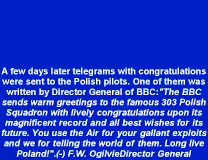 A few days later telegrams with congratulations
were sent to the Polish pilots. One of them was
written by Director General of BBC:"The BBC
sends warm greetings to the famous 303 Polish
Squadron with lively congratulations upon its
magnificent record and all best wishes for its
future. You use the Air for your gallant exploits
and we for telling the world of them. Long live
Poland!".(-) F.W. OgilvieDirector General